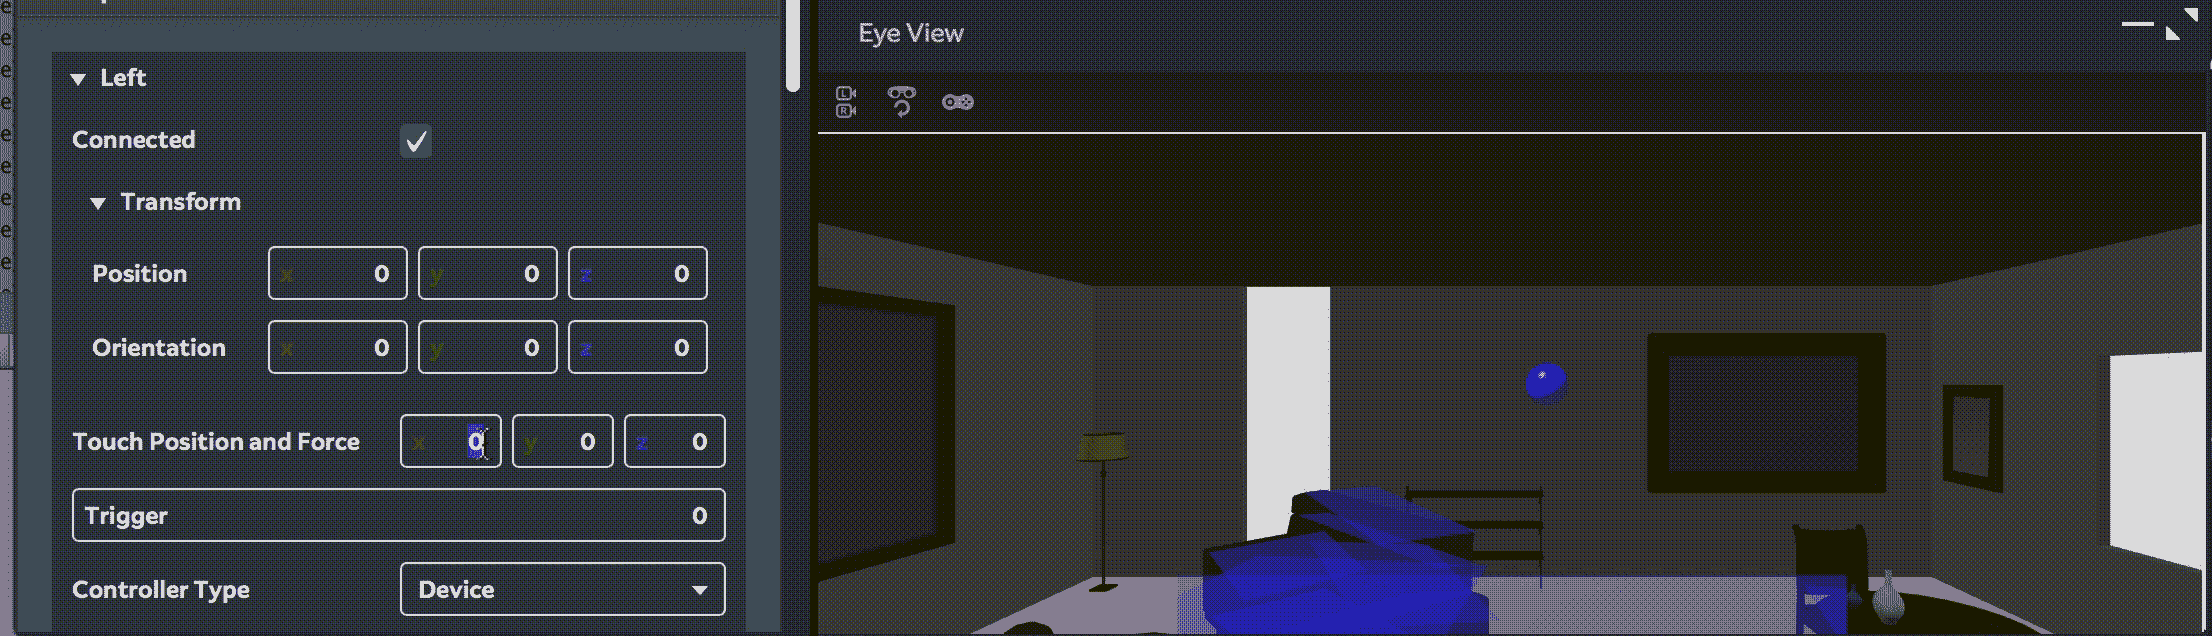 Left
Connected
Transform
Position x 0 y 0 z 0
Orientation x 0 y 0 z 0
Touch Position and Force x 0 y 0 z 0
Trigger 0
Controller Type Device
Eye View
L
R